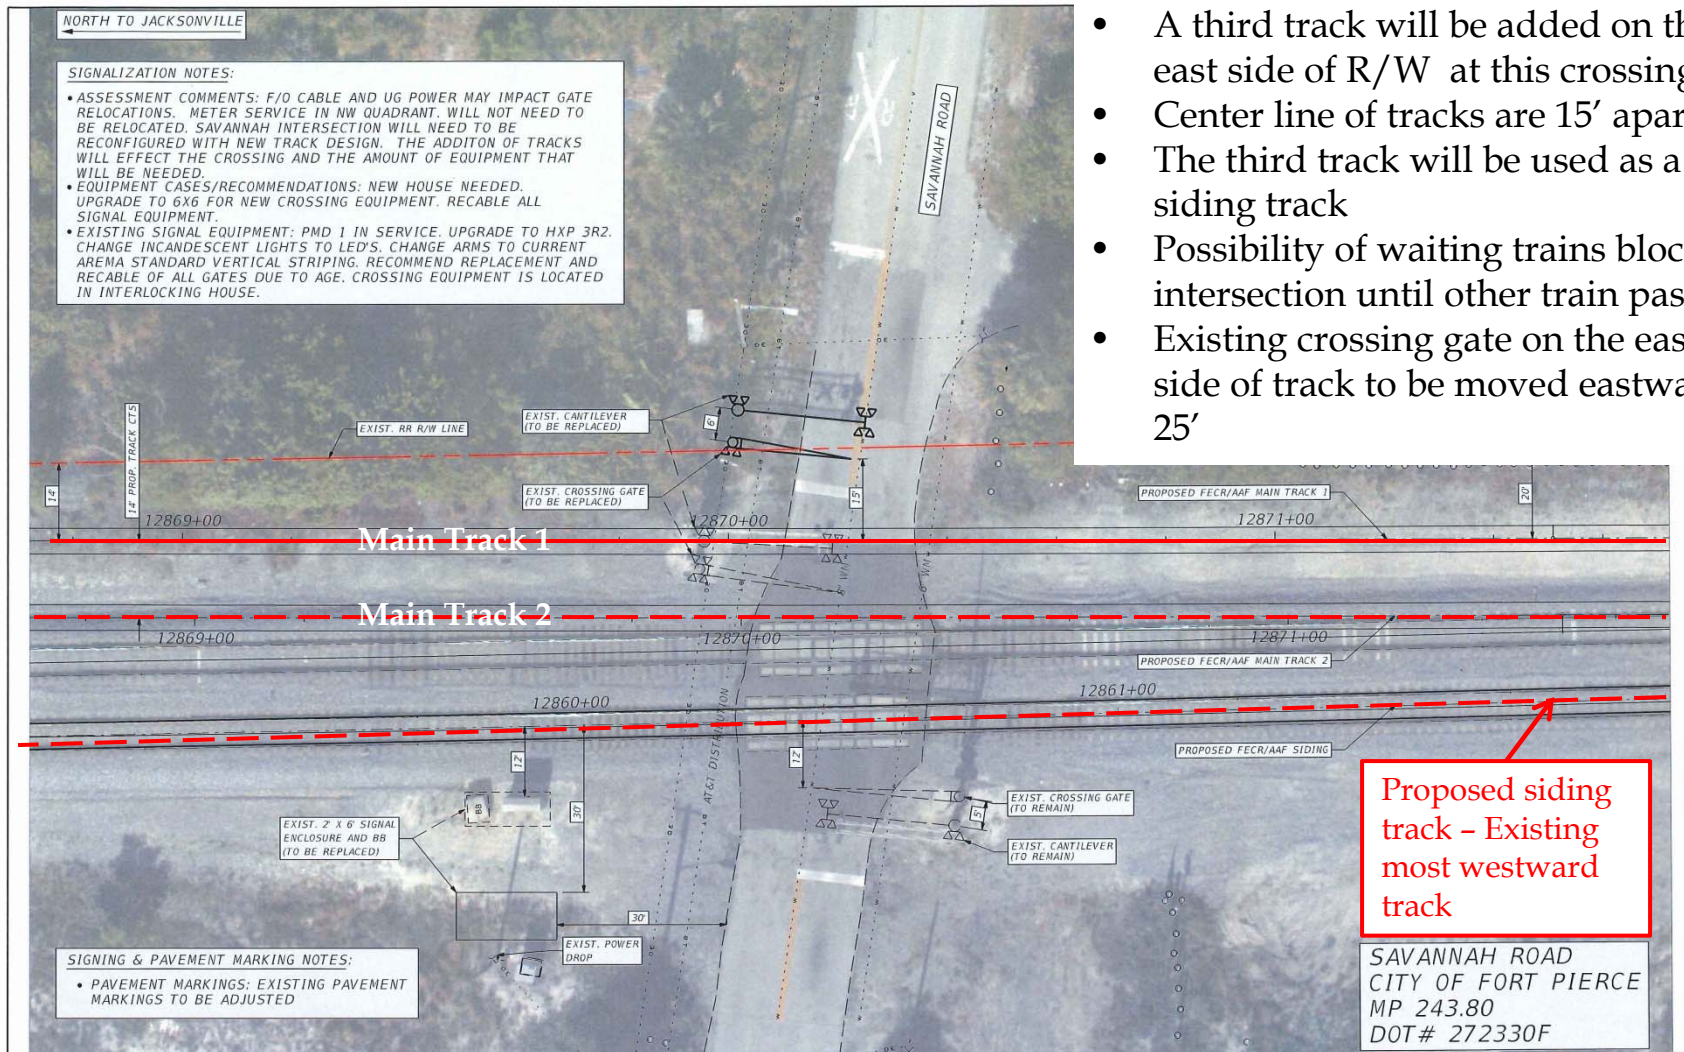 NORTH TO JACKSONVILLE
SIGNALIZATION NOTES:
• ASSESSMENT COMMENTS: F/O CABLE AND UG POWER MAY IMPACT GATE
RELOCATIONS. METER SERVICE IN NW QUADRANT. WILL NOT NEED TO
BE RELOCATED. SAVANNAH INTERSECTION WILL NEED TO BE
RECONFIGURED WITH NEW TRACK DESIGN. THE ADDITON OF TRACKS
WILL EFFECT THE CROSSING AND THE AMOUNT OF EQUIPMENT THAT
WILL BE NEEDED.
• EQUIPMENT CASES/RECOMMENDATIONS: NEW HOUSE NEEDED.
UPGRADE TO 6X6 FOR NEW CROSSING EQUIPMENT. RECABLE ALL
SIGNAL EQUIPMENT.
• EXISTING SIGNAL EQUIPMENT: PMD 1 IN SERVICE. UPGRADE TO HXP 3R2.
CHANGE INCANDESCENT LIGHTS TO LED'S. CHANGE ARMS TO CURRENT
AREMA STANDARD VERTICAL STRIPING. RECOMMEND REPLACEMENT AND
RECABLE OF ALL GATES DUE TO AGE. CROSSING EQUIPMENT IS LOCATED
IN INTERLOCKING HOUSE.
SAVANNAH ROAD
• A third track will be added on th
east side of R/W at this crossing
• Center line of tracks are 15' apar
• The third track will be used as a
siding track
• Possibility of waiting trains bloc
intersection until other train pas
• Existing crossing gate on the eas
side of track to be moved eastwa
25'
EXIST. CANTILEVER
(TO BE REPLACED)
6'
EXIST. RR R/W LINE
14' PROP. TRACK CTS
14'
EXIST. CROSSING GATE
(TO BE REPLACED)
15'
20'
PROPOSED FECR/AAF MAIN TRACK 1
12869+00
12870+00
12871+00
Main Track 1
8" WM
WM
Main Track 2
12869+00
12870+00
12871+00
PROPOSED FECR/AAF MAIN TRACK 2
12860+00
12861+00
AT&T DISTRIBUTION
12'
12'
PROPOSED FECR/AAF SIDING
BB
30'
EXIST. CROSSING GATE
(TO REMAIN)
5'
EXIST. 2' X 6' SIGNAL
ENCLOSURE AND BB
(TO BE REPLACED)
EXIST. CANTILEVER
(TO REMAIN)
Proposed siding
track – Existing
most westward
track
30'
EXIST. POWER
DROP
SIGNING & PAVEMENT MARKING NOTES:
• PAVEMENT MARKINGS: EXISTING PAVEMENT
MARKINGS TO BE ADJUSTED
SAVANNAH ROAD
CITY OF FORT PIERCE
MP 243.80
DOT# 272330F